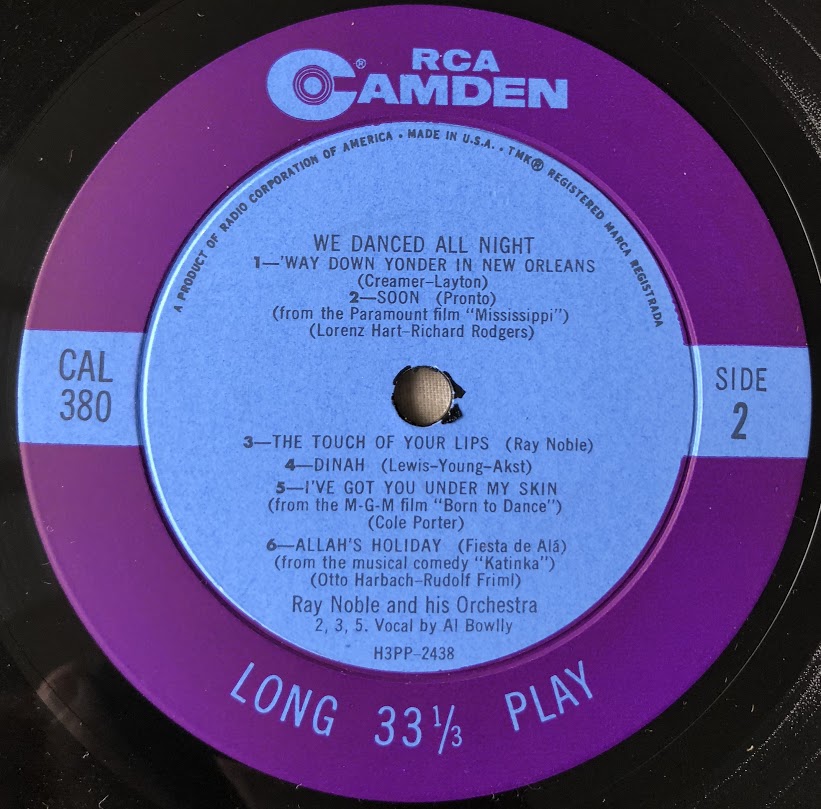 RCA
CAMDEN®
A PRODUCT OF RADIO CORPORATION OF AMERICA • MADE IN U.S.A. • TMK® REGISTERED MARCA REGISTRADA
WE DANCED ALL NIGHT
1—'WAY DOWN YONDER IN NEW ORLEANS
(Creamer-Layton)
2—SOON (Pronto)
(from the Paramount film "Mississippi")
(Lorenz Hart-Richard Rodgers)
CAL
380
SIDE
2
3—THE TOUCH OF YOUR LIPS (Ray Noble)
4—DINAH (Lewis-Young-Akst)
5—I'VE GOT YOU UNDER MY SKIN
(from the M-G-M film "Born to Dance")
(Cole Porter)
6—ALLAH'S HOLIDAY (Fiesta de Alá)
(from the musical comedy "Katinka")
(Otto Harbach-Rudolf Friml)
Ray Noble and his Orchestra
2, 3, 5. Vocal by Al Bowlly
H3PP-2438
LONG 33 1/3 PLAY